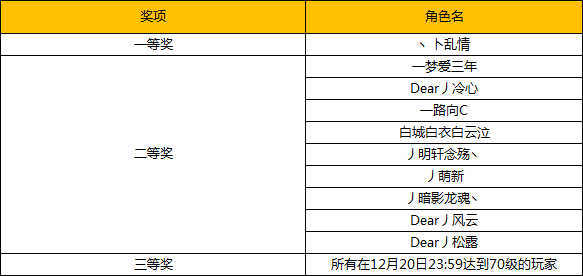 奖项 角色名
一等奖 丶卜乱情
一梦爱三年
Dear丿冷心
一路向C
白城白衣白云泣
二等奖 丿明轩念殇丶
丿萌新
丿暗影龙魂丶
Dear丿风云
Dear丿松露
三等奖 所有在12月20日23:59达到70级的玩家